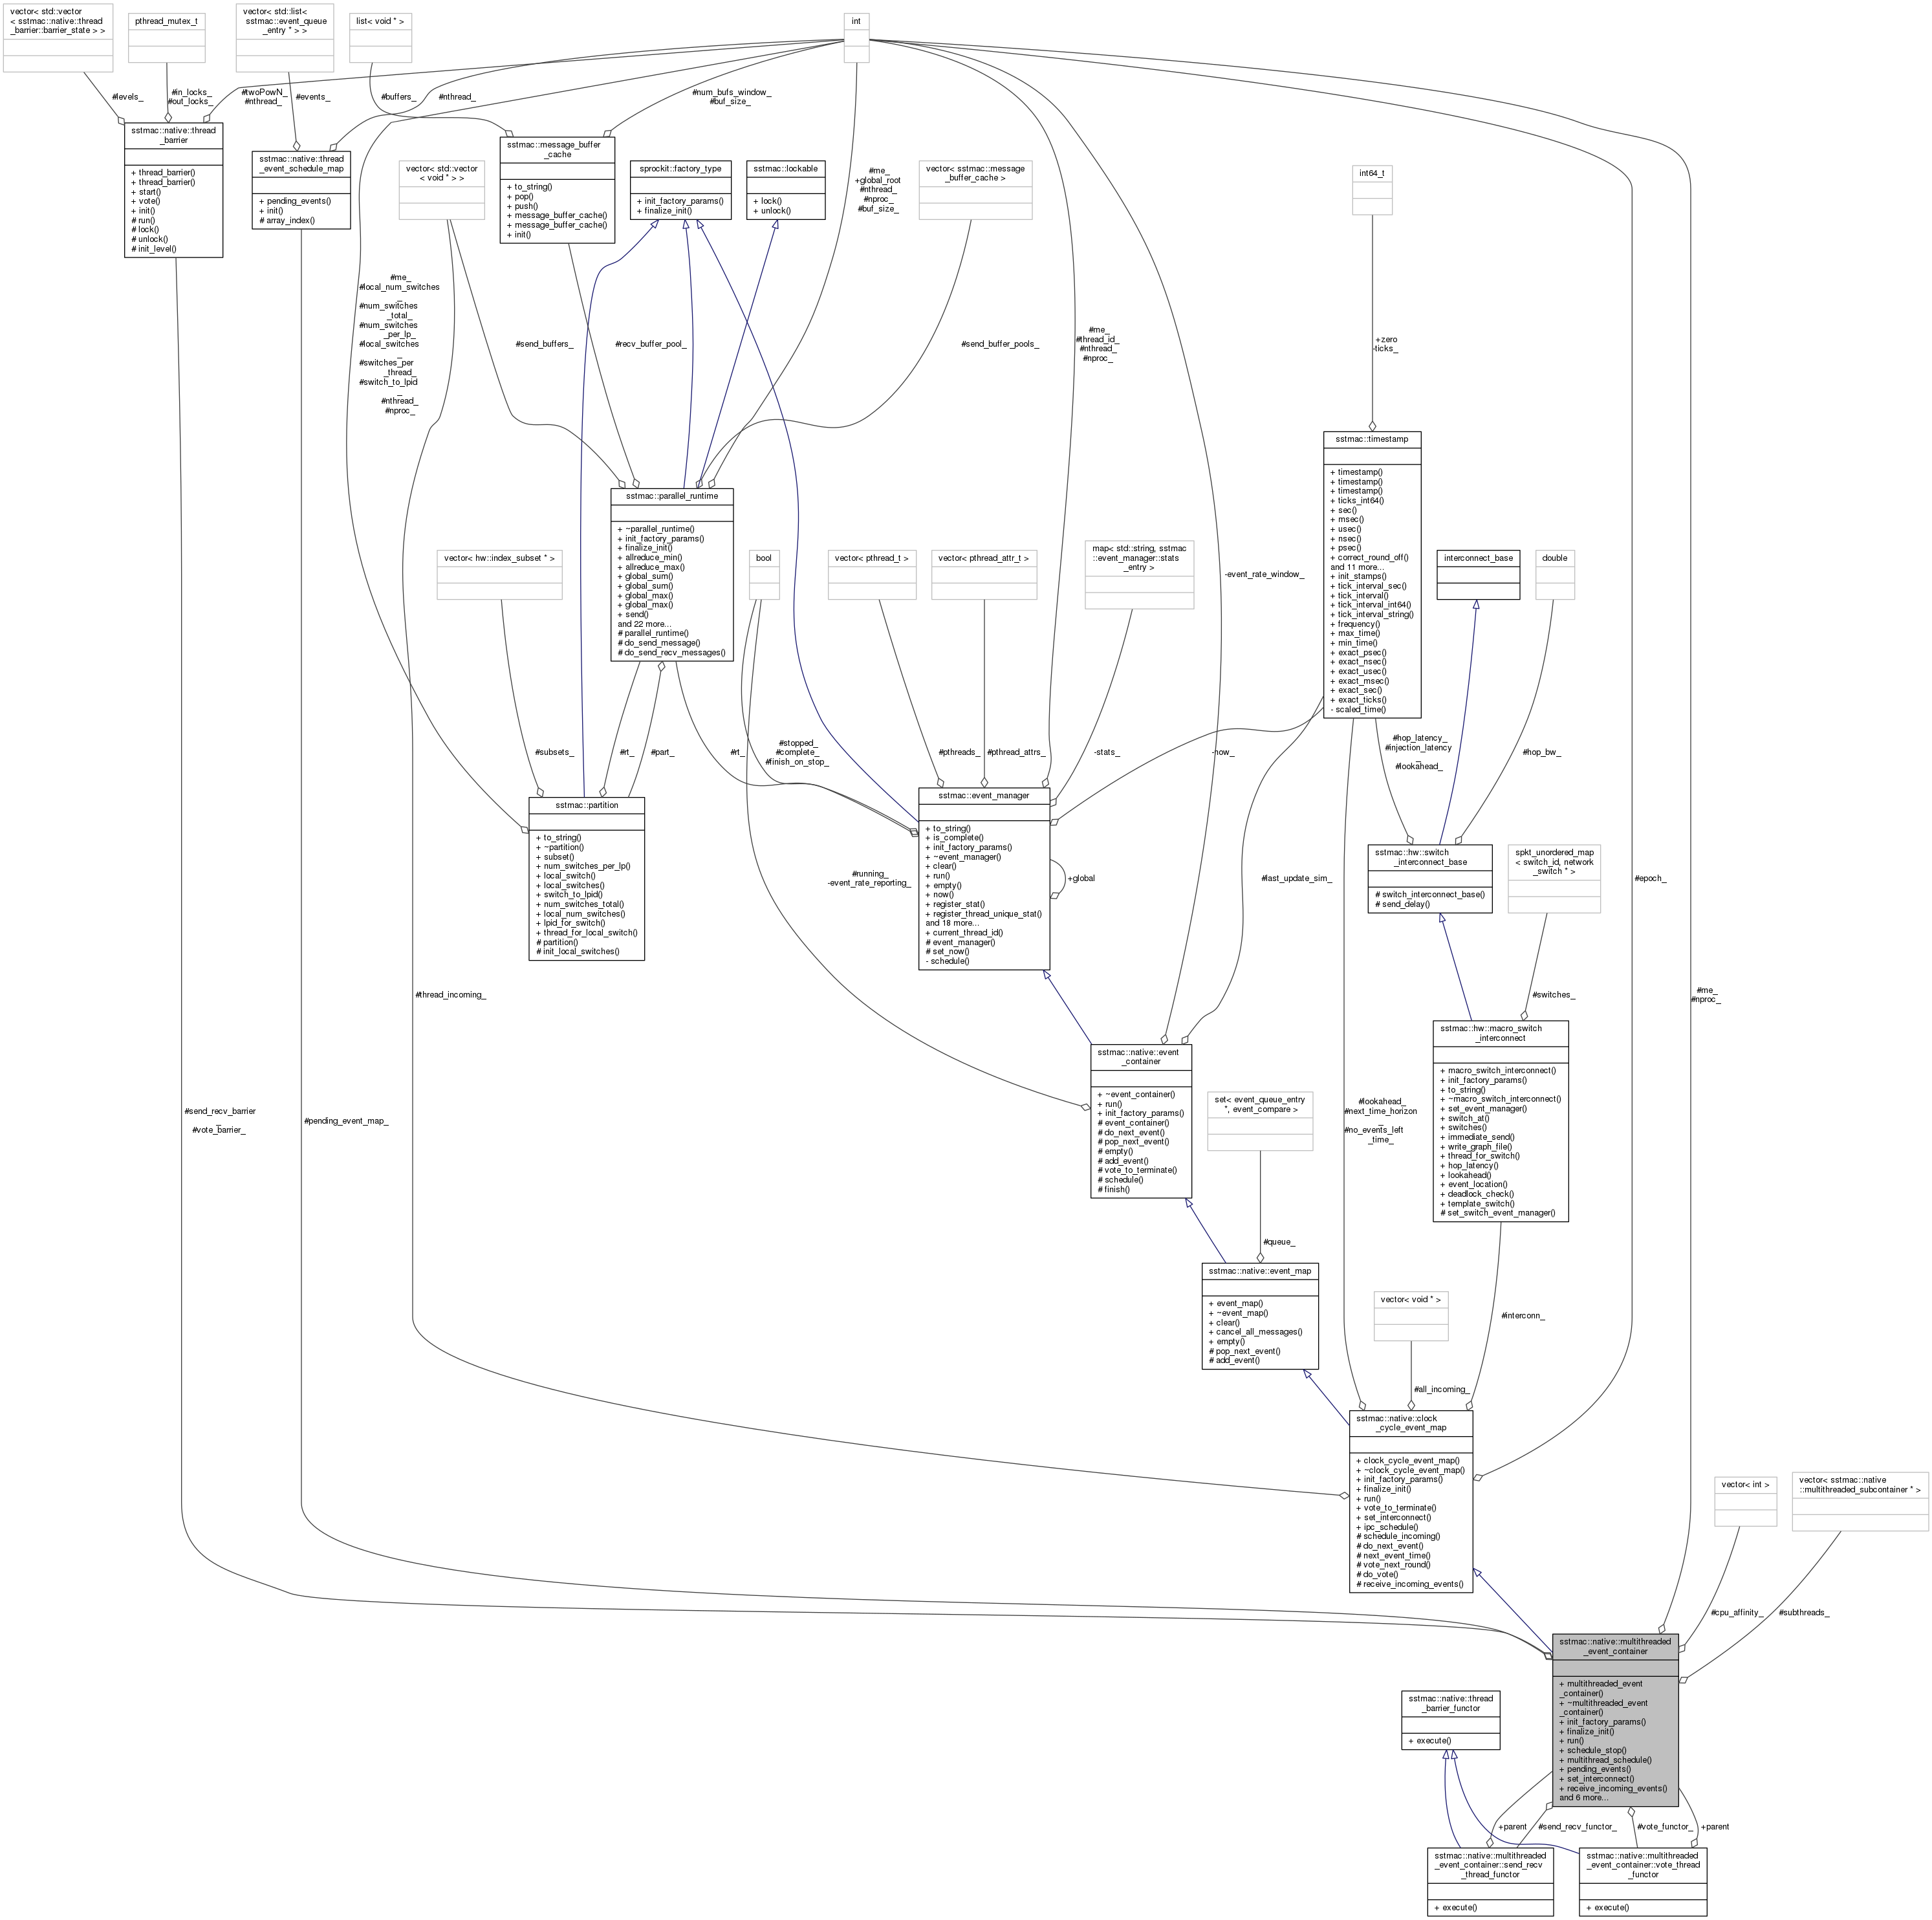 vector< std::vector
< sstmac::native::thread
_barrier::barrier_state > >
pthread_mutex_t
vector< std::list<
sstmac::event_queue
_entry * > >
list< void * >
int
#levels_
#in_locks_
#out_locks_
#twoPowN_
#nthread_
#events_
#buffers_
#nthread_
#num_bufs_window_
#buf_size_
sstmac::native::thread
_barrier
+ thread_barrier()
+ thread_barrier()
+ start()
+ vote()
+ init()
# run()
# lock()
# unlock()
# init_level()
sstmac::native::thread
_event_schedule_map
+ pending_events()
+ init()
# array_index()
vector< std::vector
< void * > >
sstmac::message_buffer
_cache
+ to_string()
+ pop()
+ push()
+ message_buffer_cache()
+ message_buffer_cache()
+ init()
sprockit::factory_type
+ init_factory_params()
+ finalize_init()
sstmac::lockable
+ lock()
+ unlock()
#me_
+global_root
#nthread_
#nproc_
#buf_size_
vector< sstmac::message
_buffer_cache >
int64_t
#me_
#local_num_switches
_
#num_switches
_total_
#num_switches
_per_lp_
#local_switches
_
#switches_per
_thread_
#switch_to_lpid
_
#nthread_
#nproc_
#send_buffers_
#recv_buffer_pool_
#send_buffer_pools_
#me_
#thread_id_
#nthread_
#nproc_
+zero
-ticks_
sstmac::timestamp
+ timestamp()
+ timestamp()
+ timestamp()
+ ticks_int64()
+ sec()
+ msec()
+ usec()
+ nsec()
+ psec()
+ correct_round_off()
and 11 more...
+ init_stamps()
+ tick_interval_sec()
+ tick_interval()
+ tick_interval_int64()
+ tick_interval_string()
+ frequency()
+ max_time()
+ min_time()
+ exact_psec()
+ exact_nsec()
+ exact_usec()
+ exact_msec()
+ exact_sec()
+ exact_ticks()
- scaled_time()
sstmac::parallel_runtime
+ ~parallel_runtime()
+ init_factory_params()
+ finalize_init()
+ allreduce_min()
+ allreduce_max()
+ global_sum()
+ global_sum()
+ global_max()
+ global_max()
+ send()
and 22 more...
# parallel_runtime()
# do_send_message()
# do_send_recv_messages()
vector< hw::index_subset * >
bool
vector< pthread_t >
vector< pthread_attr_t >
map< std::string, sstmac
::event_manager::stats
_entry >
-event_rate_window_
interconnect_base
double
#subsets_
#rt_
#part_
#rt_
#stopped_
#complete_
#finish_on_stop_
#pthreads_
#pthread_attrs_
-stats_
-now_
#hop_latency_
#injection_latency
_
#lookahead_
#hop_bw_
sstmac::partition
+ to_string()
+ ~partition()
+ subset()
+ num_switches_per_lp()
+ local_switch()
+ local_switches()
+ switch_to_lpid()
+ num_switches_total()
+ local_num_switches()
+ lpid_for_switch()
+ thread_for_local_switch()
# partition()
# init_local_switches()
sstmac::event_manager
+ to_string()
+ is_complete()
+ init_factory_params()
+ ~event_manager()
+ clear()
+ run()
+ empty()
+ now()
+ register_stat()
+ register_thread_unique_stat()
and 18 more...
+ current_thread_id()
# event_manager()
# set_now()
- schedule()
+global
#running_
-event_rate_reporting_
#last_update_sim_
sstmac::hw::switch
_interconnect_base
# switch_interconnect_base()
# send_delay()
spkt_unordered_map
< switch_id, network
_switch * >
#epoch_
#thread_incoming_
#switches_
#me_
#nproc_
sstmac::hw::macro_switch
_interconnect
+ macro_switch_interconnect()
+ init_factory_params()
+ to_string()
+ ~macro_switch_interconnect()
+ set_event_manager()
+ switch_at()
+ switches()
+ immediate_send()
+ write_graph_file()
+ thread_for_switch()
+ hop_latency()
+ lookahead()
+ event_location()
+ deadlock_check()
+ template_switch()
# set_switch_event_manager()
sstmac::native::event
_container
+ ~event_container()
+ run()
+ init_factory_params()
# event_container()
# do_next_event()
# pop_next_event()
# empty()
# add_event()
# vote_to_terminate()
# schedule()
# finish()
#send_recv_barrier
_
#vote_barrier_
#pending_event_map_
set< event_queue_entry
*, event_compare >
#lookahead_
#next_time_horizon
_
#no_events_left
_time_
#queue_
sstmac::native::event_map
+ event_map()
+ ~event_map()
+ clear()
+ cancel_all_messages()
+ empty()
# pop_next_event()
# add_event()
vector< void * >
#interconn_
#all_incoming_
sstmac::native::clock
_cycle_event_map
+ clock_cycle_event_map()
+ ~clock_cycle_event_map()
+ init_factory_params()
+ finalize_init()
+ run()
+ vote_to_terminate()
+ set_interconnect()
+ ipc_schedule()
# schedule_incoming()
# do_next_event()
# next_event_time()
# vote_next_round()
# do_vote()
# receive_incoming_events()
vector< int >
vector< sstmac::native
::multithreaded_subcontainer * >
#cpu_affinity_
#subthreads_
sstmac::native::multithreaded
_event_container
+ multithreaded_event
_container()
+ ~multithreaded_event
_container()
+ init_factory_params()
+ finalize_init()
+ run()
+ schedule_stop()
+ multithread_schedule()
+ pending_events()
+ set_interconnect()
+ receive_incoming_events()
and 6 more...
sstmac::native::thread
_barrier_functor
+ execute()
+parent
#send_recv_functor_
#vote_functor_
+parent
sstmac::native::multithreaded
_event_container::send_recv
_thread_functor
+ execute()
sstmac::native::multithreaded
_event_container::vote_thread
_functor
+ execute()